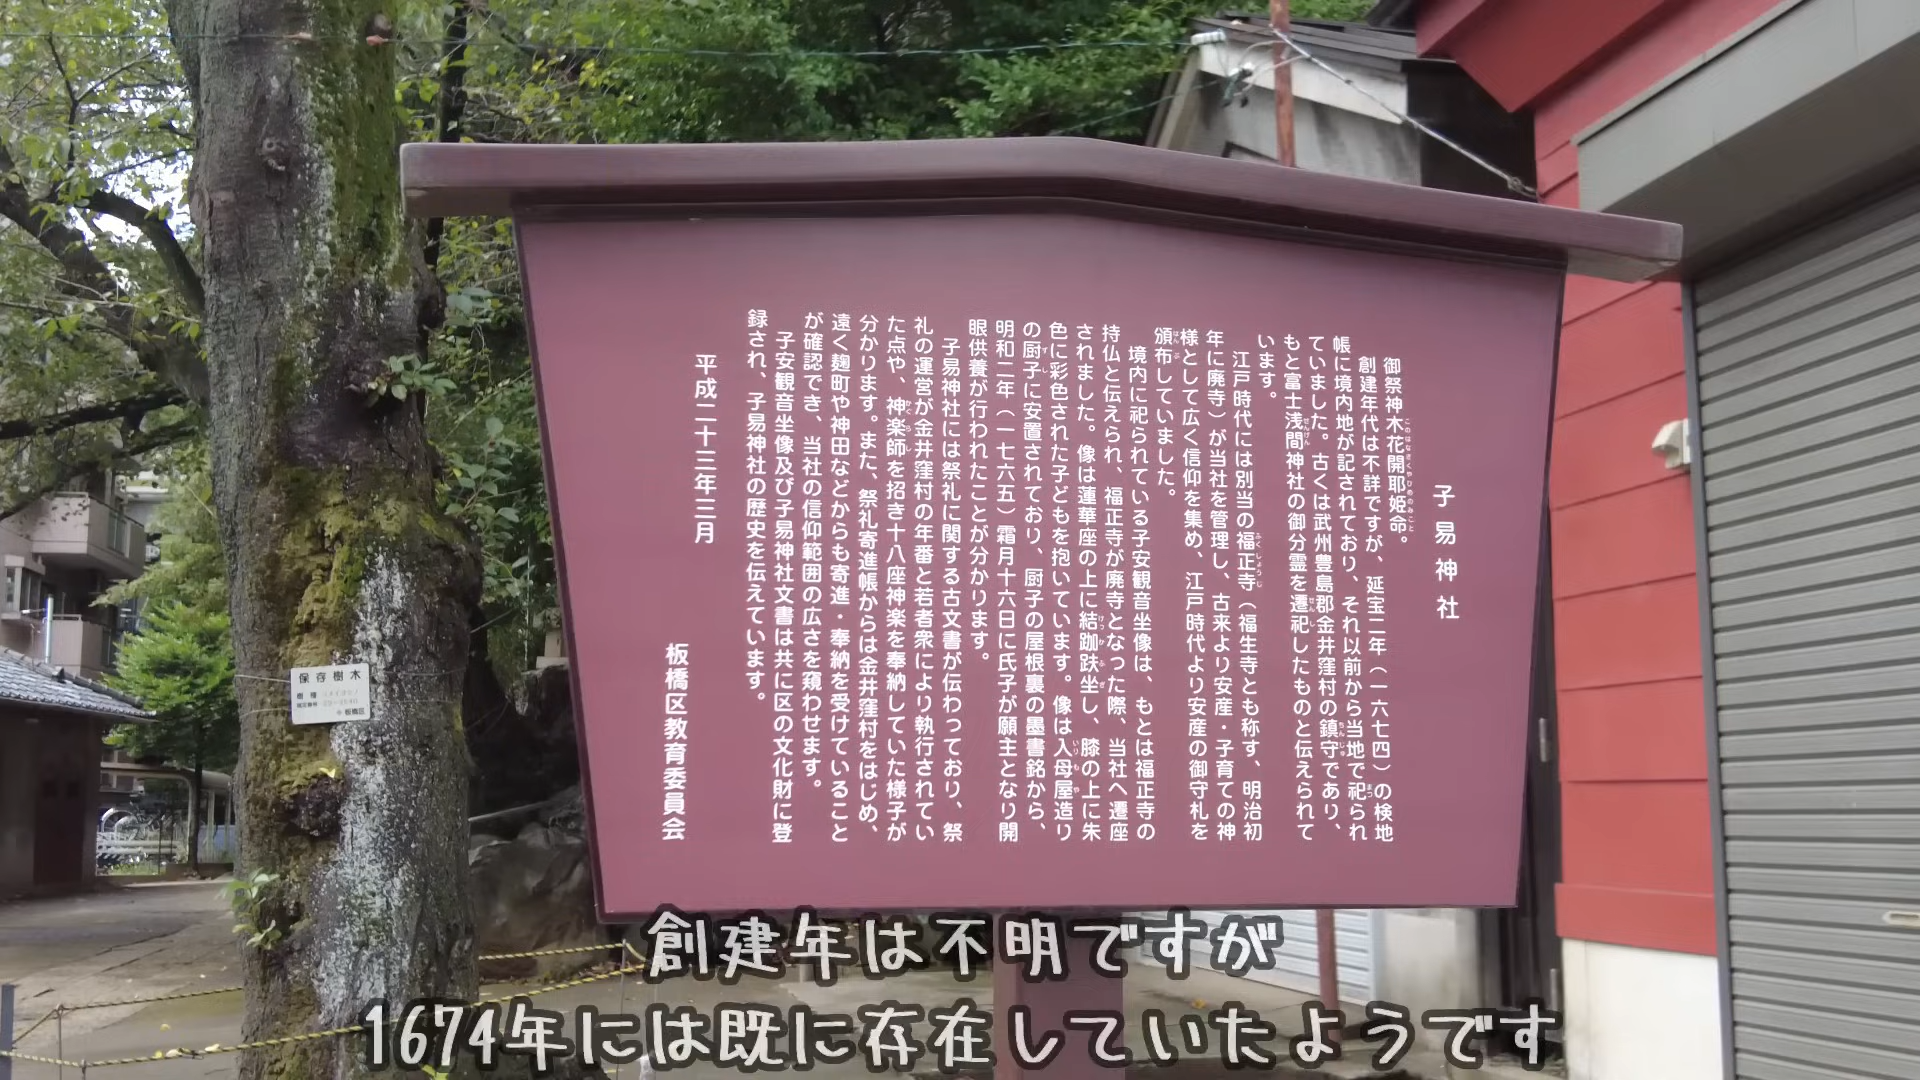 子易神社
御祭神木花開耶姫命。
創建年代は不詳ですが、延宝二年（一六七四）の検地
帳に境内地が記されており、それ以前から当地で祀られ
ていました。古くは武州豊島郡金井窪村の鎮守であり、
もと富士浅間神社の御分霊を遷祀したものと伝えられて
います。
江戸時代には別当の福正寺（福生寺とも称す、明治初
年に廃寺）が当社を管理し、古来より安産・子育ての神
様として広く信仰を集め、江戸時代より安産の御守札を
頒布していました。
境内に祀られている子安観音坐像は、もとは福正寺の
持仏と伝えられ、福正寺が廃寺となった際、当社へ遷座
されました。像は蓮華座の上に結跏趺坐し、膝の上に朱
色に彩色された子どもを抱いています。像は入母屋造り
の厨子に安置されており、厨子の屋根裏の墨書銘から、
明和二年（一七六五）霜月十六日に氏子が願主となり開
眼供養が行われたことが分かります。
子易神社には祭礼に関する古文書が伝わっており、祭
礼の運営が金井窪村の年番と若者衆により執行されてい
た点や、神楽師を招き十八座神楽を奉納していた様子が
分かります。また、祭礼寄進帳からは金井窪村をはじめ、
遠く麹町や神田などからも寄進・奉納を受けていること
が確認でき、当社の信仰範囲の広さを窺わせます。
子安観音坐像及び子易神社文書は共に区の文化財に登
録され、子易神社の歴史を伝えています。
平成二十三年三月
板橋区教育委員会
保存樹木
樹種
板橋区
創建年は不明ですが
1674年には既に存在していたようです